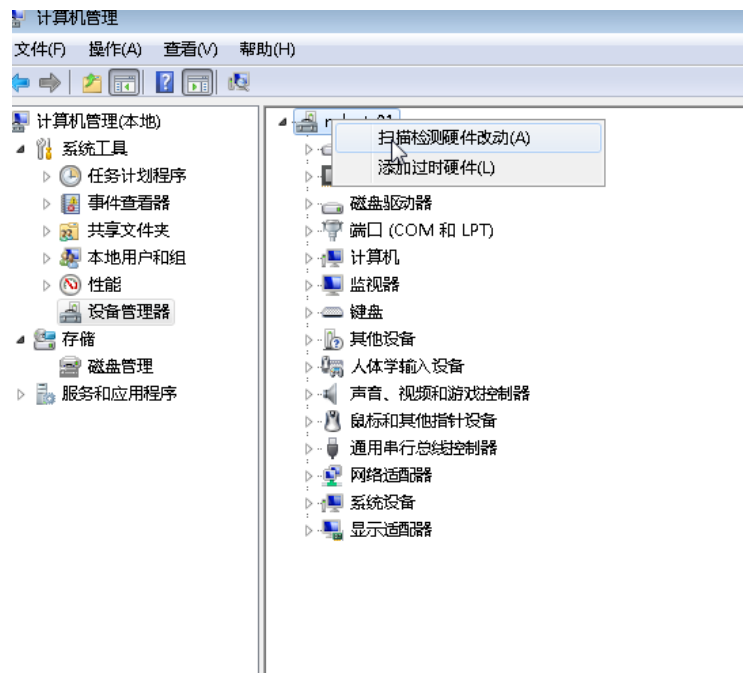 计算机管理
文件(F) 操作(A) 查看(V) 帮助(H)
计算机管理(本地)
系统工具
任务计划程序
事件查看器
共享文件夹
本地用户和组
性能
设备管理器
存储
磁盘管理
服务和应用程序
扫描检测硬件改动(A)
添加过时硬件(L)
磁盘驱动器
端口 (COM 和 LPT)
计算机
监视器
键盘
其他设备
人体学输入设备
声音、视频和游戏控制器
鼠标和其他指针设备
通用串行总线控制器
网络适配器
系统设备
显示适配器